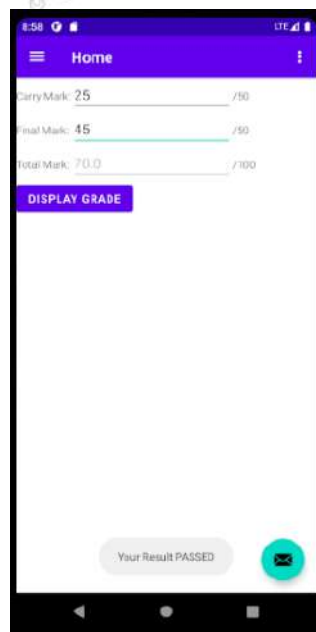 8:58 LTE
Home
Carry Mark: 25 /50
Final Mark: 45 /50
Total Mark: 70.0 /100
DISPLAY GRADE
Your Result PASSED